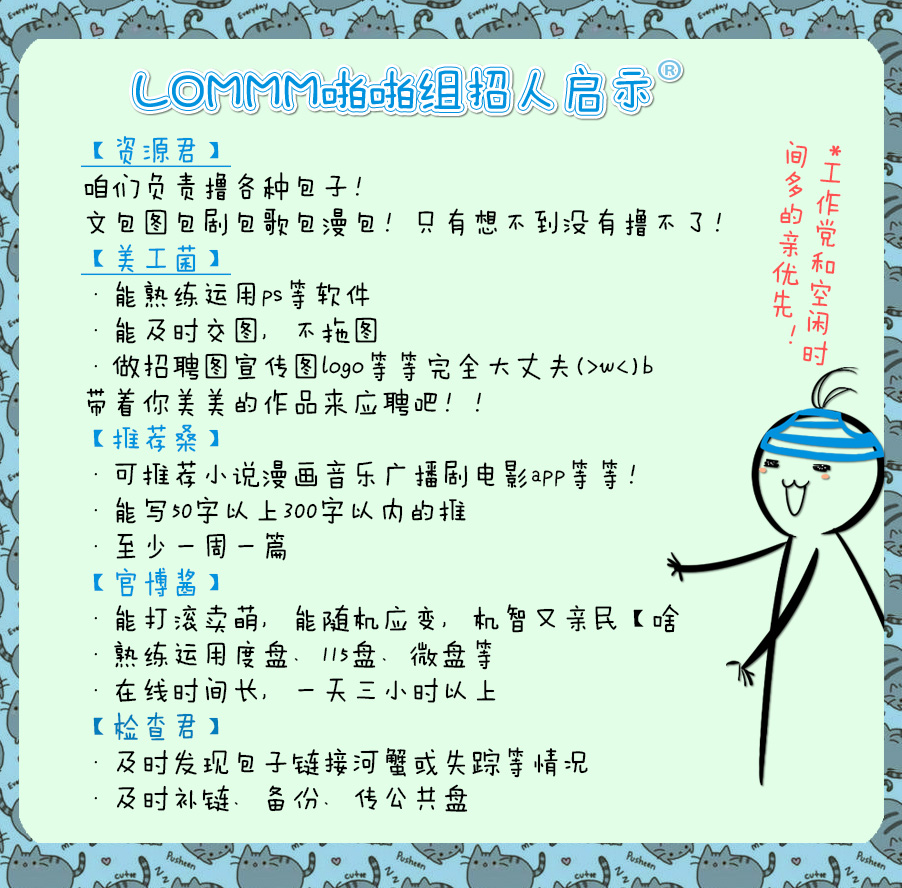 LOMMM啪啪组招人启示®
【资源君】
咱们负责撸各种包子！
文包图包剧包歌包漫包！只有想不到没有撸不了！
【美工菌】
·能熟练运用ps等软件
·能及时交图，不拖图
·做招聘图宣传图logo等等完全大丈夫(>w<)b
带着你美美的作品来应聘吧！！
【推荐桑】
·可推荐小说漫画音乐广播剧电影app等等！
·能写50字以上300字以内的推
·至少一周一篇
【官博酱】
·能打滚卖萌，能随机应变，机智又亲民【啥
·熟练运用度盘、115盘、微盘等
·在线时间长，一天三小时以上
【检查君】
·及时发现包子链接河蟹或失踪等情况
·及时补链、备份、传公共盘
*工作党和空闲时
间多的亲优先！
Everyday
Everyday
Everyday
Everyday
Pusheen
cutse
Pusheen
cutse
Pusheen
cutse
Pusheen